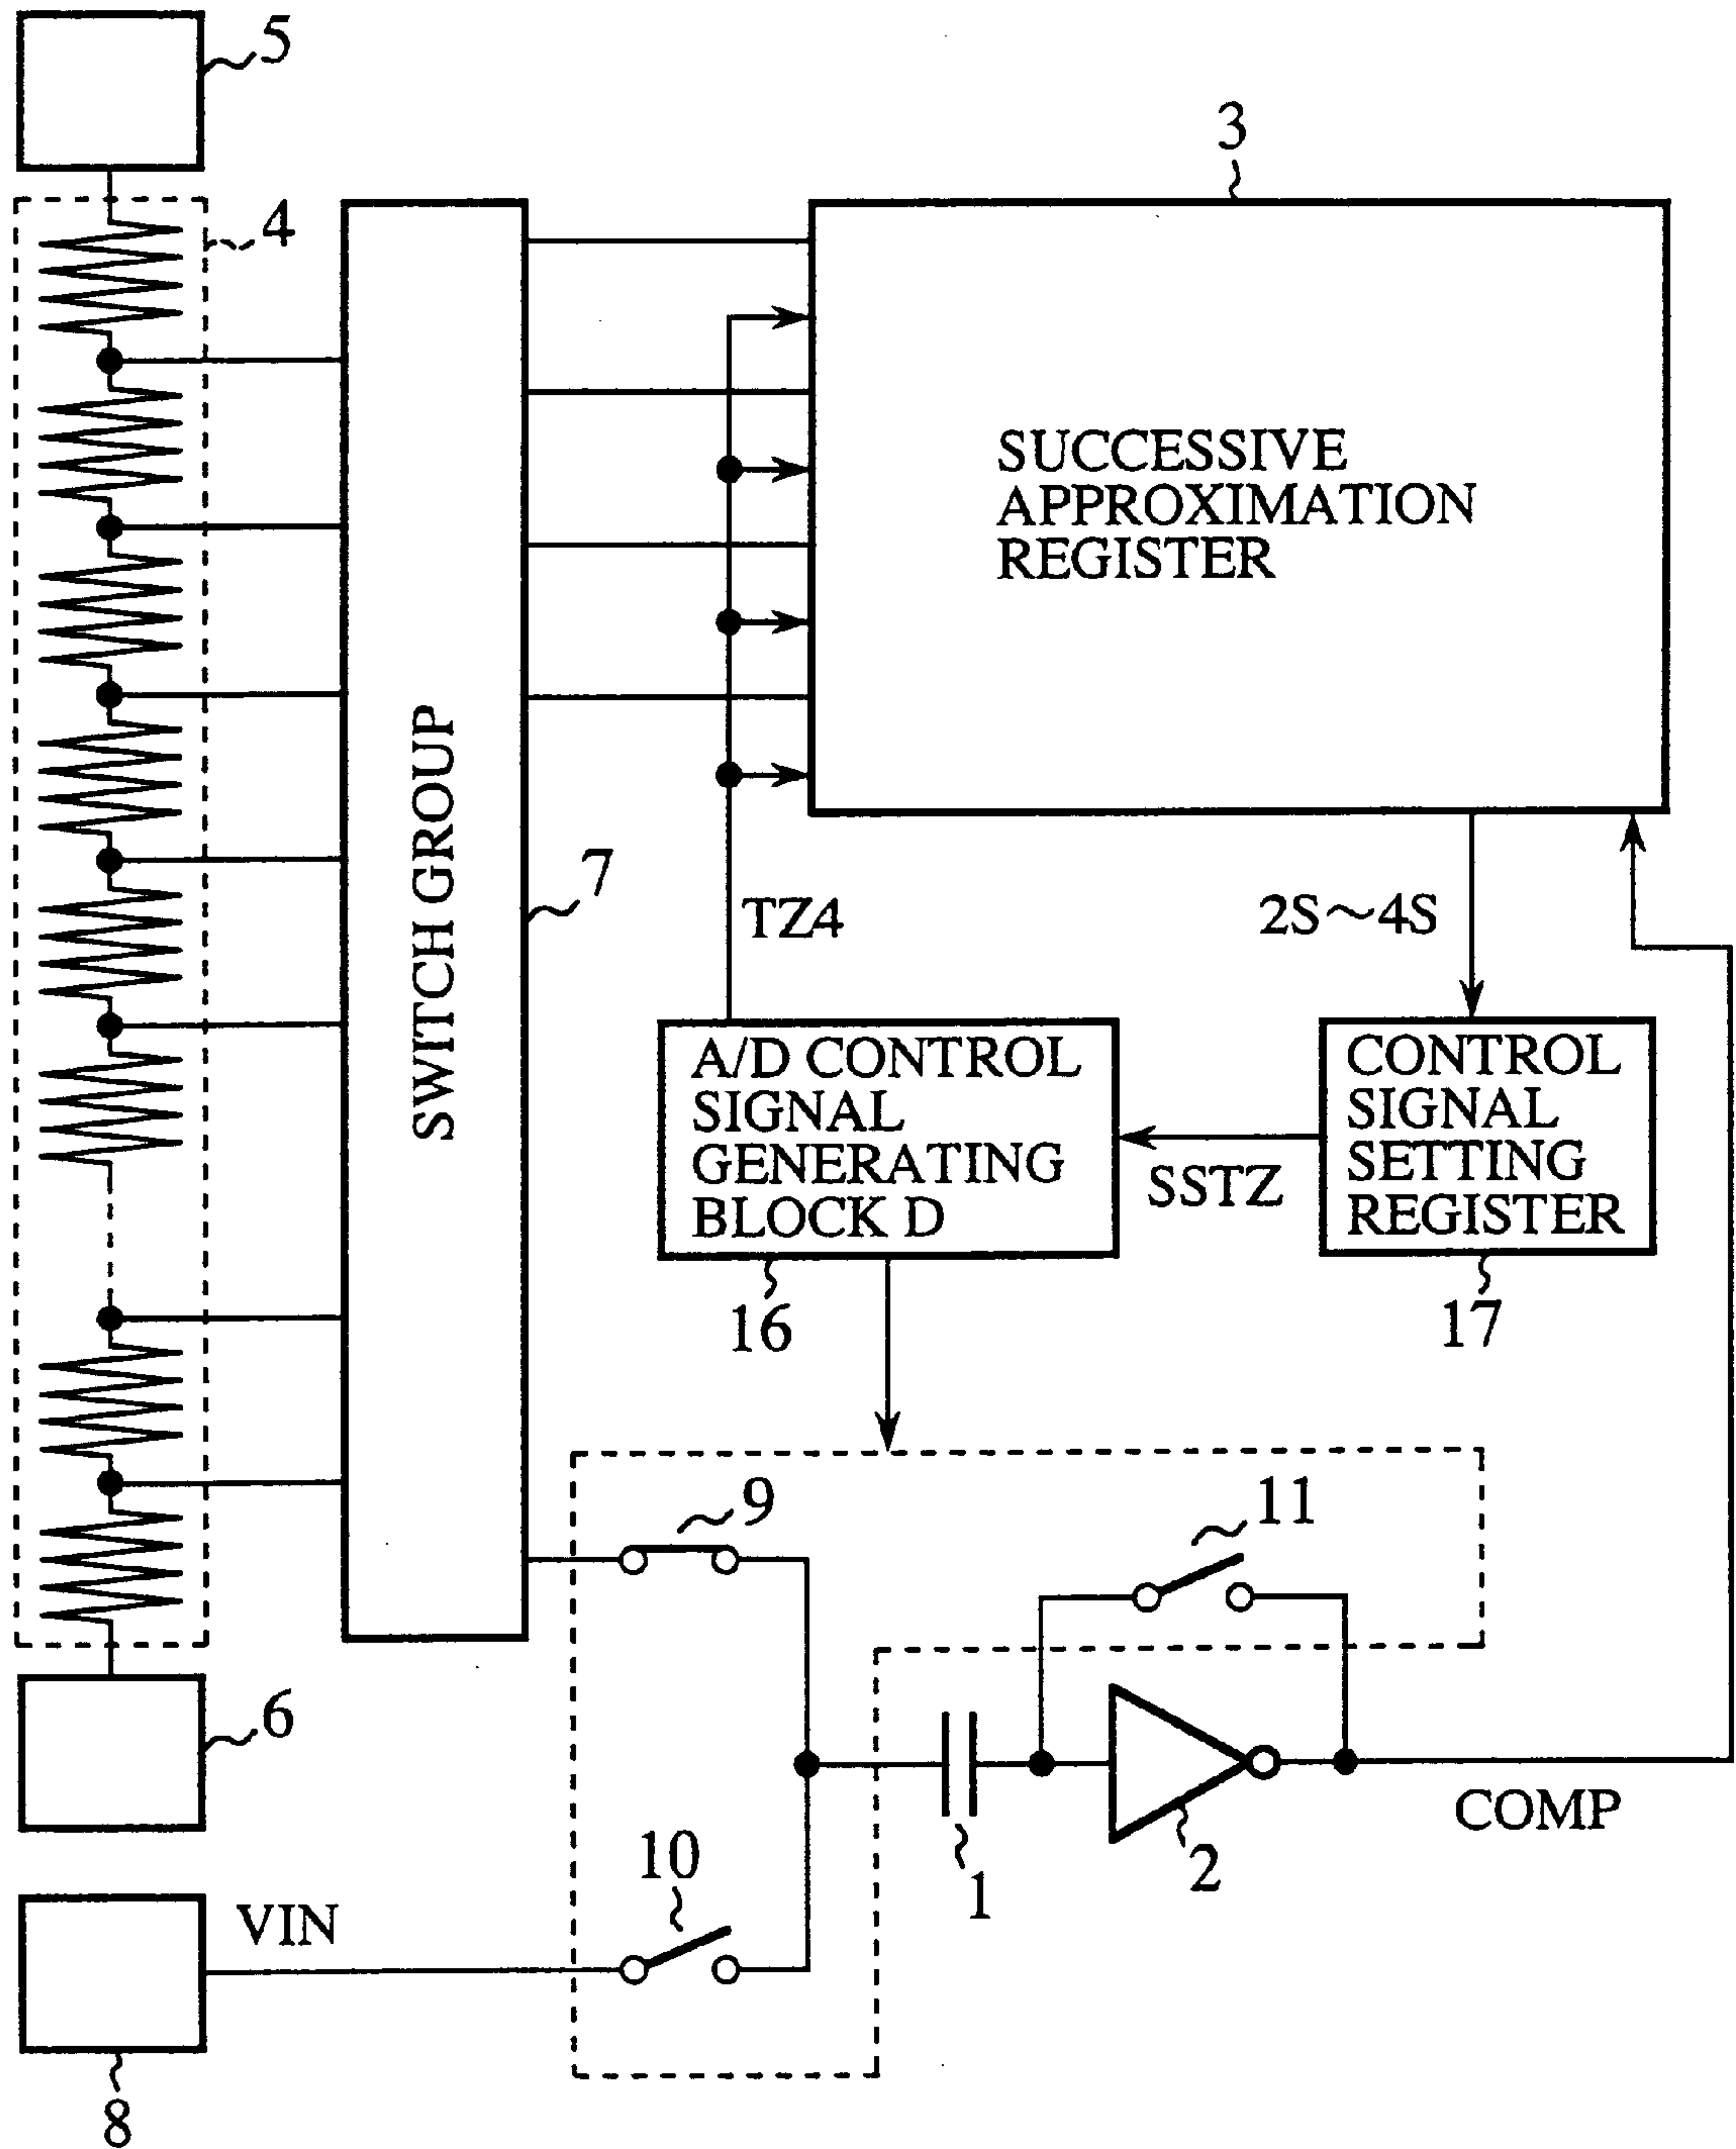 5
3
4
SUCCESSIVE
APPROXIMATION
REGISTER
SWITCH GROUP
7
TZ4
2S~4S
A/D CONTROL
SIGNAL
GENERATING
BLOCK D
SSTZ
CONTROL
SIGNAL
SETTING
REGISTER
16
17
9
11
6
10
1
2
COMP
VIN
8